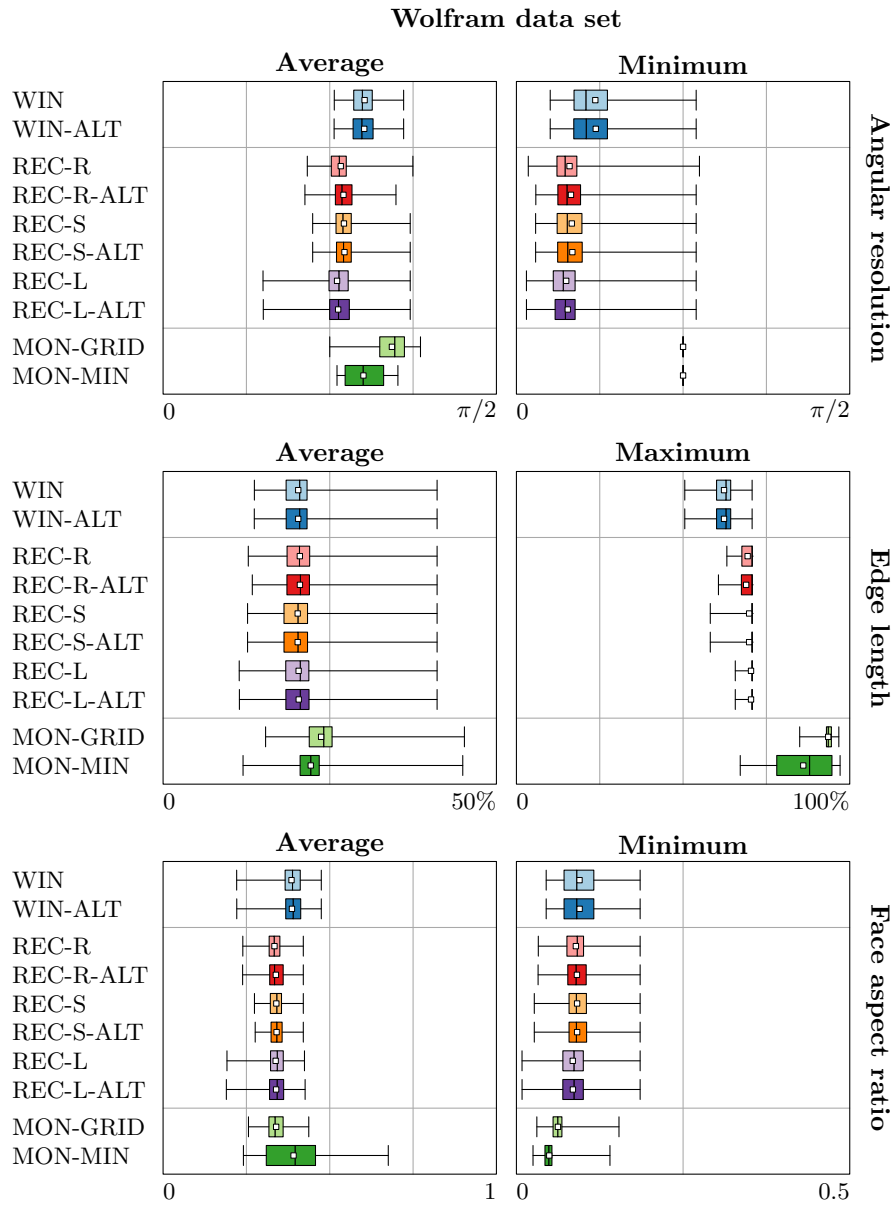 Wolfram data set
Average
Minimum
WIN
WIN-ALT
REC-R
REC-R-ALT
REC-S
REC-S-ALT
REC-L
REC-L-ALT
MON-GRID
MON-MIN
0
π/2
0
π/2
Angular resolution
Average
Maximum
WIN
WIN-ALT
REC-R
REC-R-ALT
REC-S
REC-S-ALT
REC-L
REC-L-ALT
MON-GRID
MON-MIN
0
50%
0
100%
Edge length
Average
Minimum
WIN
WIN-ALT
REC-R
REC-R-ALT
REC-S
REC-S-ALT
REC-L
REC-L-ALT
MON-GRID
MON-MIN
0
1
0
0.5
Face aspect ratio